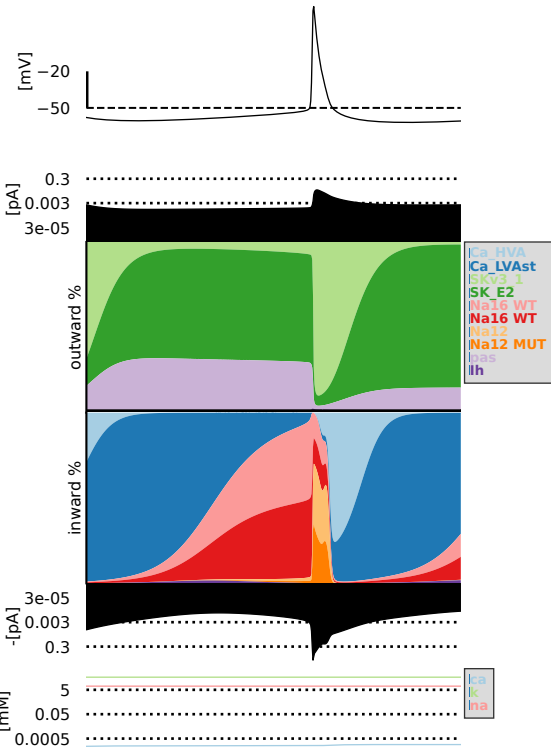 [mV]
−20
−50
[pA]
0.3
0.003
3e-05
outward %
Ca_HVA
Ca_LVAst
SKv3_1
SK_E2
Na16 WT
Na16 WT
Na12
Na12 MUT
pas
Ih
inward %
-[pA]
3e-05
0.003
0.3
[mM]
5
0.05
0.0005
ca
k
na